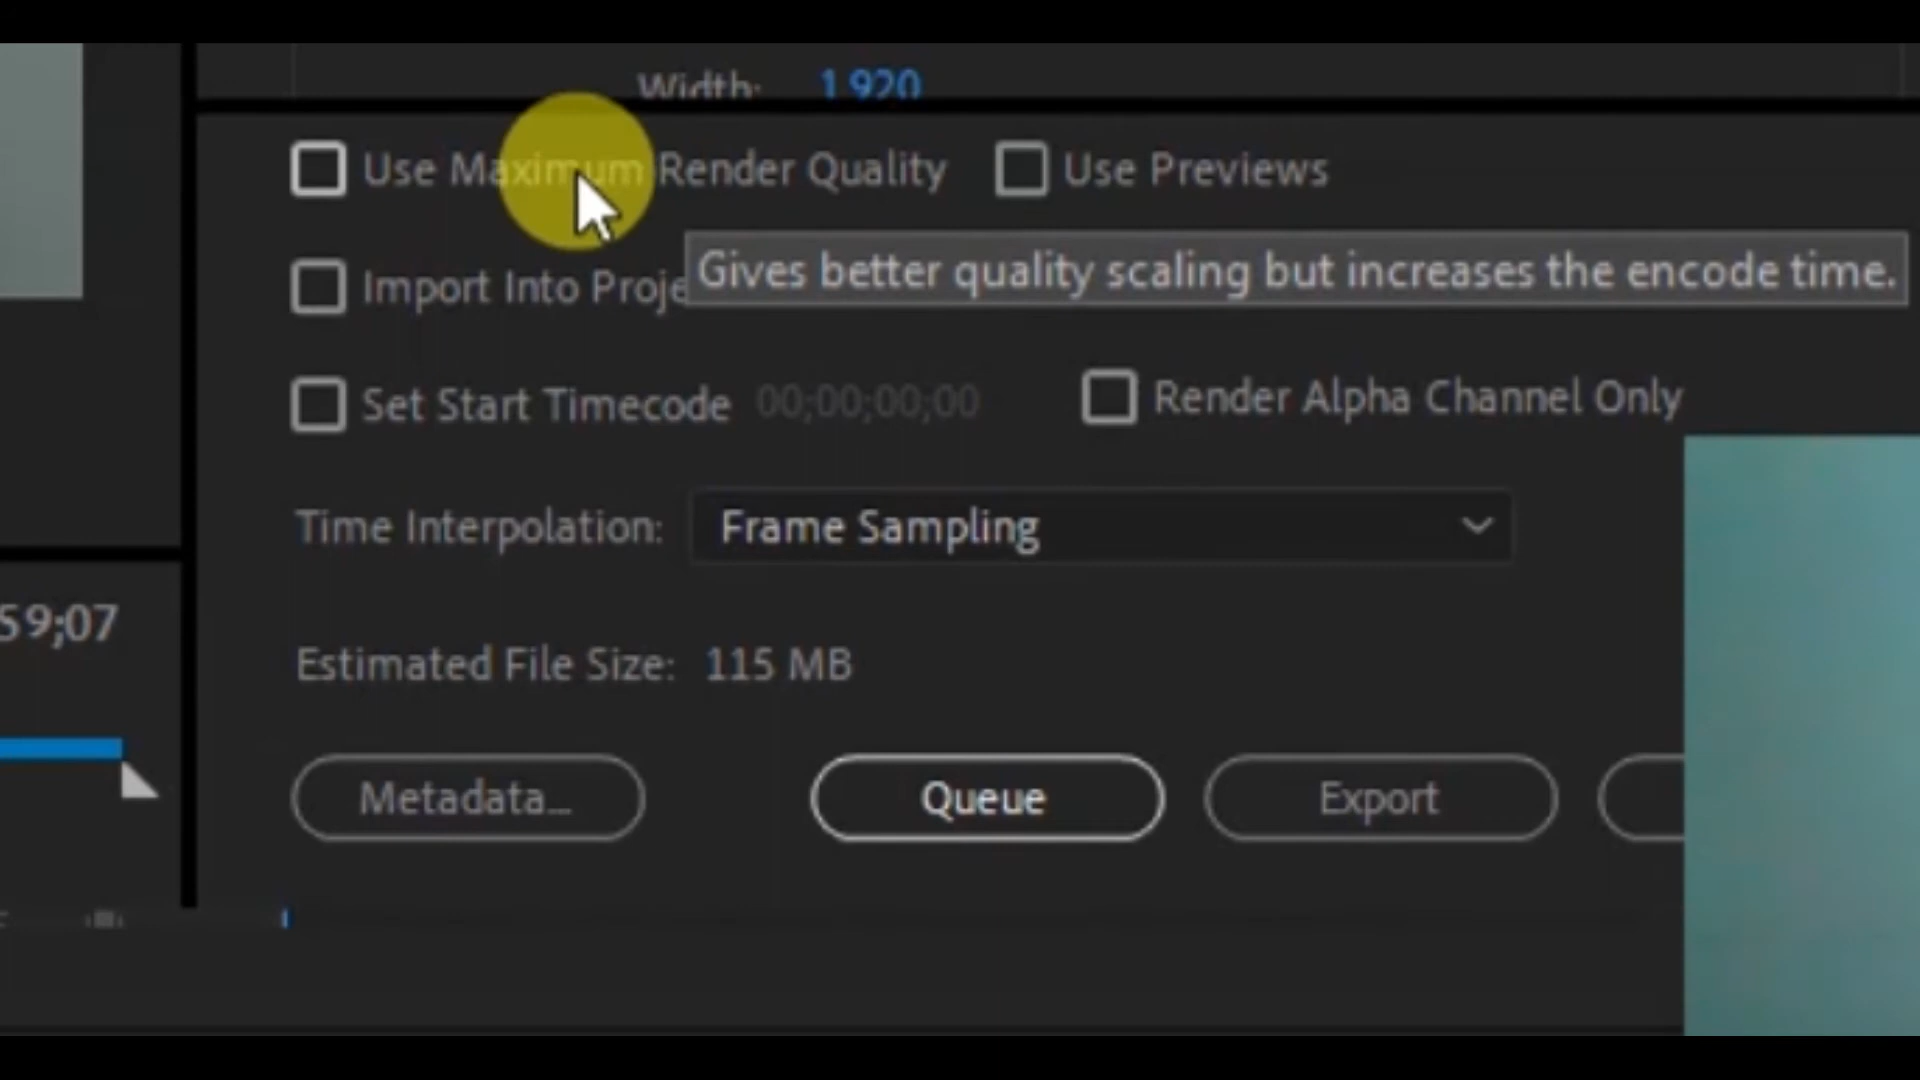 Width: 1,920
Use Maximum Render Quality Use Previews
Gives better quality scaling but increases the encode time.
Import Into Proje
Set Start Timecode 00;00;00;00 Render Alpha Channel Only
Time Interpolation: Frame Sampling
59;07
Estimated File Size: 115 MB
Metadata... Queue Export